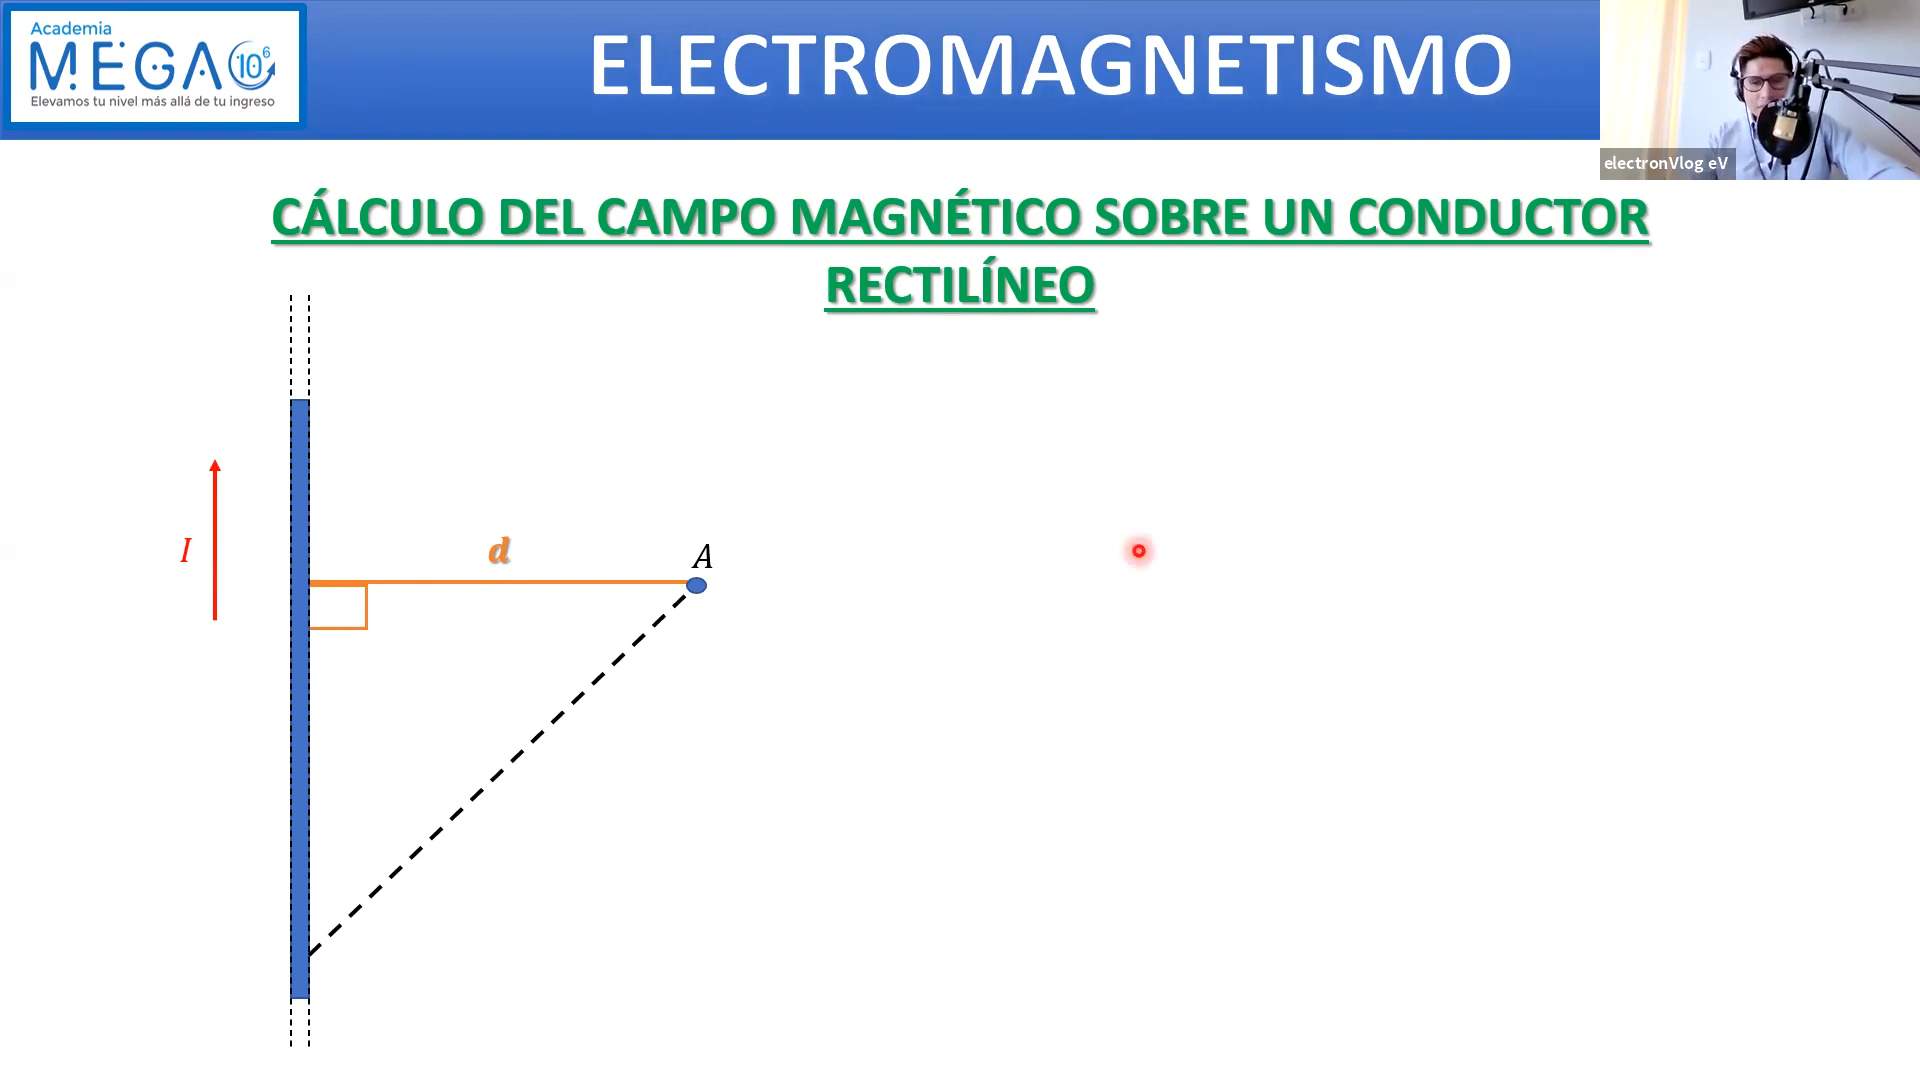 Academia
MEGA 10⁶
Elevamos tu nivel más allá de tu ingreso
ELECTROMAGNETISMO
electronVlog eV
CÁLCULO DEL CAMPO MAGNÉTICO SOBRE UN CONDUCTOR
RECTILÍNEO
I
d
A